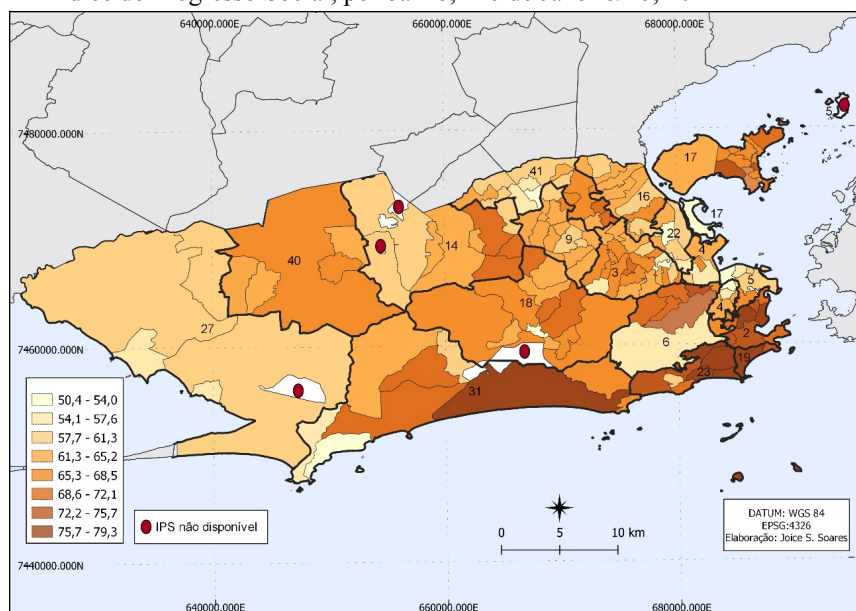 640000.000E
660000.000E
680000.000E
7480000.000N
5
17
41
16
17
40
14
22
9
4
3
5
18
4
27
2
6
7460000.000N
19
23
31
50,4 - 54,0
54,1 - 57,6
57,7 - 61,3
61,3 - 65,2
65,3 - 68,5
68,6 - 72,1
72,2 - 75,7
75,7 - 79,3
IPS não disponível
0 5 10 km
DATUM: WGS 84
EPSG:4326
Elaboração: Joice S. Soares
7440000.000N
640000.000E
660000.000E
680000.000E